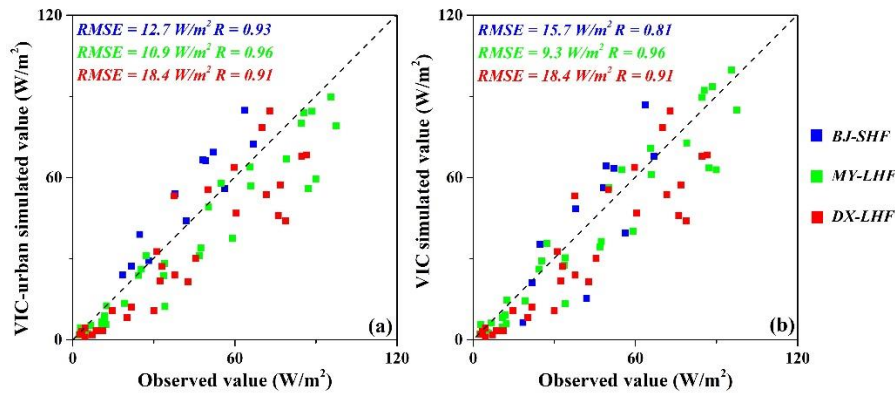 120
RMSE = 12.7 W/m² R = 0.93
RMSE = 10.9 W/m² R = 0.96
RMSE = 18.4 W/m² R = 0.91
60
0
VIC-urban simulated value (W/m²)
(a)
0
60
120
Observed value (W/m²)
120
RMSE = 15.7 W/m² R = 0.81
RMSE = 9.3 W/m² R = 0.96
RMSE = 18.4 W/m² R = 0.91
60
0
VIC simulated value (W/m²)
(b)
0
60
120
Observed value (W/m²)
BJ-SHF
MY-LHF
DX-LHF